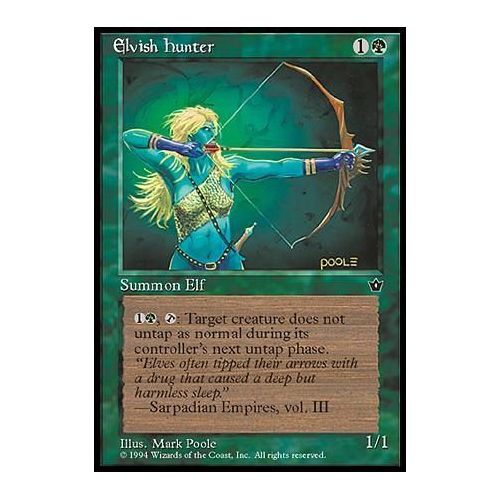 Elvish Hunter 1
POOLE
Summon Elf
1, : Target creature does not
untap as normal during its
controller's next untap phase.
"Elves often tipped their arrows with
a drug that caused a deep but
harmless sleep."
—Sarpadian Empires, vol. III
Illus. Mark Poole
1/1
© 1994 Wizards of the Coast, Inc. All rights reserved.